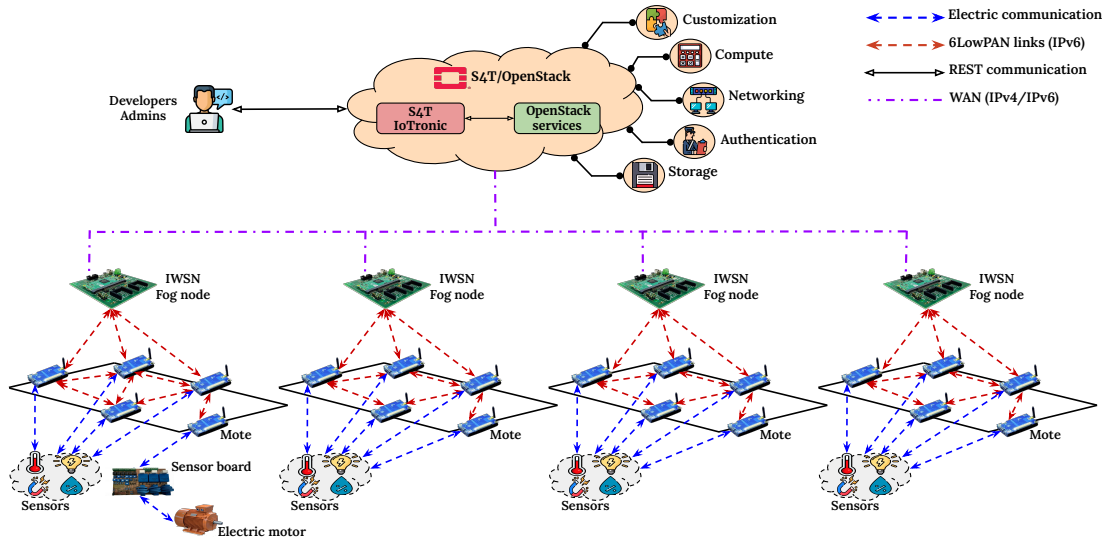 Customization
Electric communication
6LowPAN links (IPv6)
Compute
REST communication
S4T/OpenStack
Developers
Admins
Networking
WAN (IPv4/IPv6)
S4T
IoTronic
OpenStack
services
Authentication
Storage
IWSN
Fog node
IWSN
Fog node
IWSN
Fog node
IWSN
Fog node
Mote
Mote
Mote
Mote
Sensor board
Sensors
Electric motor
Sensors
Sensors
Sensors